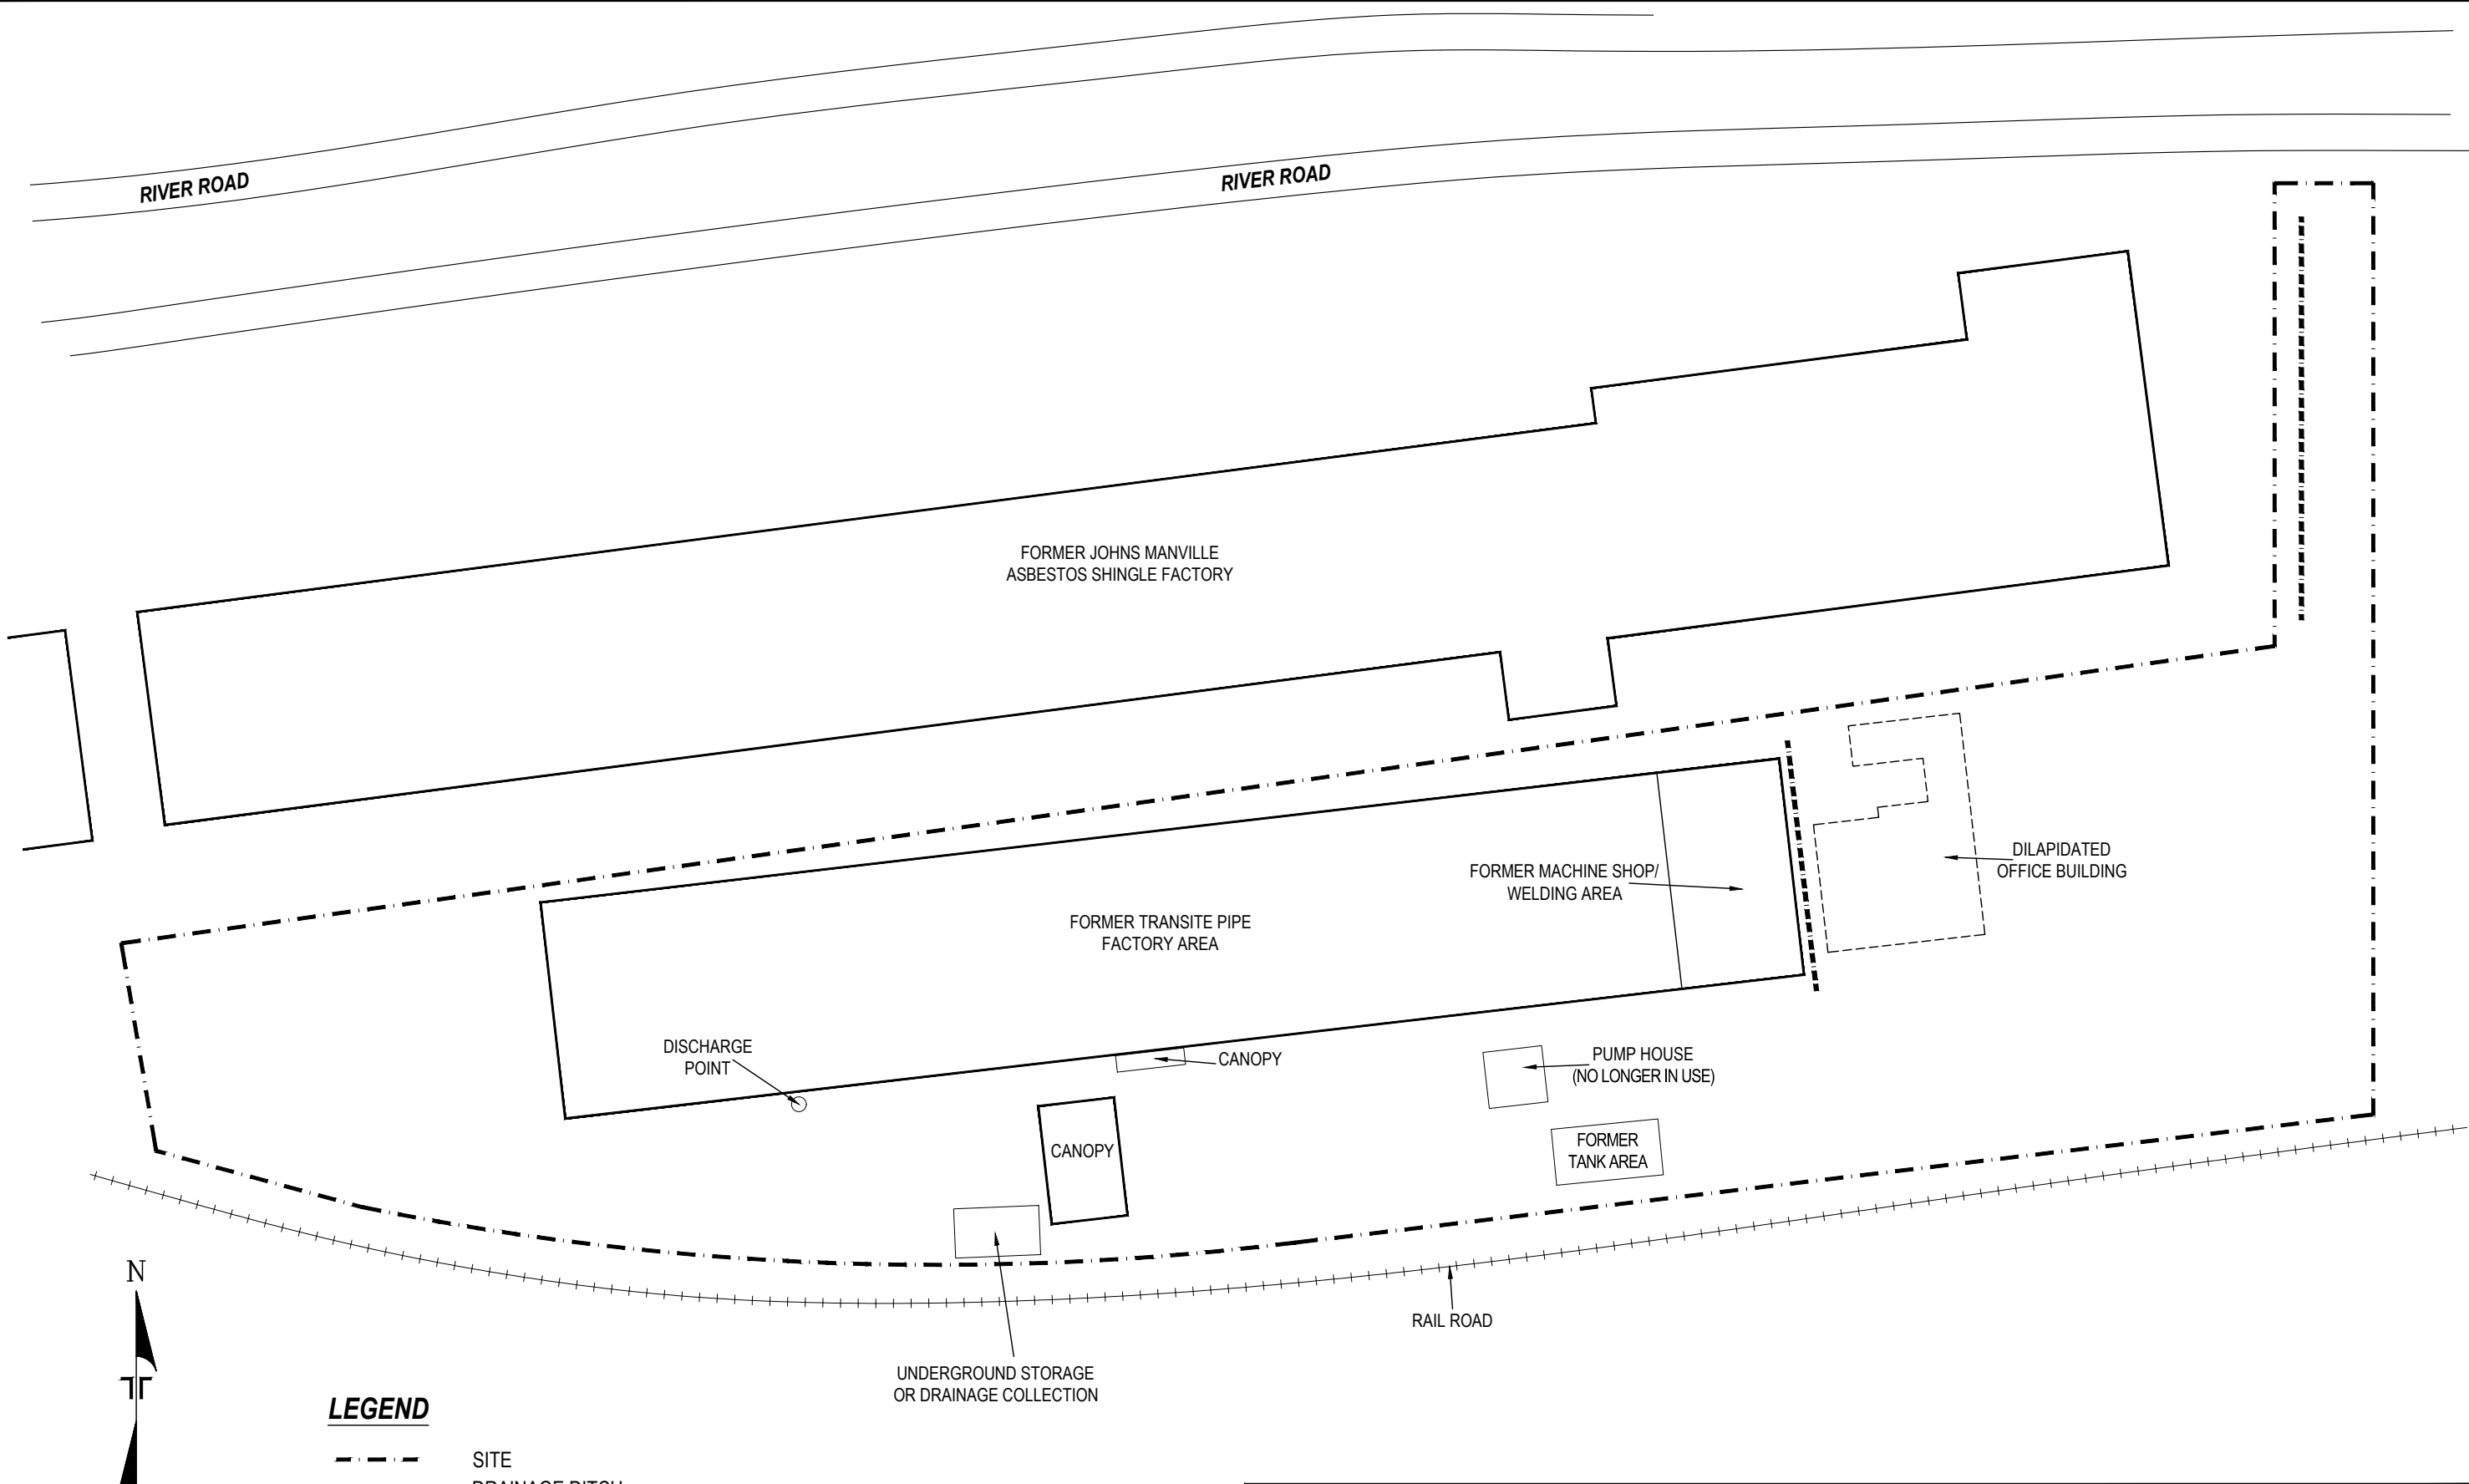 RIVER ROAD
RIVER ROAD
FORMER JOHNS MANVILLE
ASBESTOS SHINGLE FACTORY
FORMER MACHINE SHOP/
WELDING AREA
DILAPIDATED
OFFICE BUILDING
FORMER TRANSITE PIPE
FACTORY AREA
DISCHARGE
POINT
CANOPY
PUMP HOUSE
(NO LONGER IN USE)
CANOPY
FORMER
TANK AREA
RAIL ROAD
UNDERGROUND STORAGE
OR DRAINAGE COLLECTION
N
LEGEND
SITE
DRAINAGE DITCH